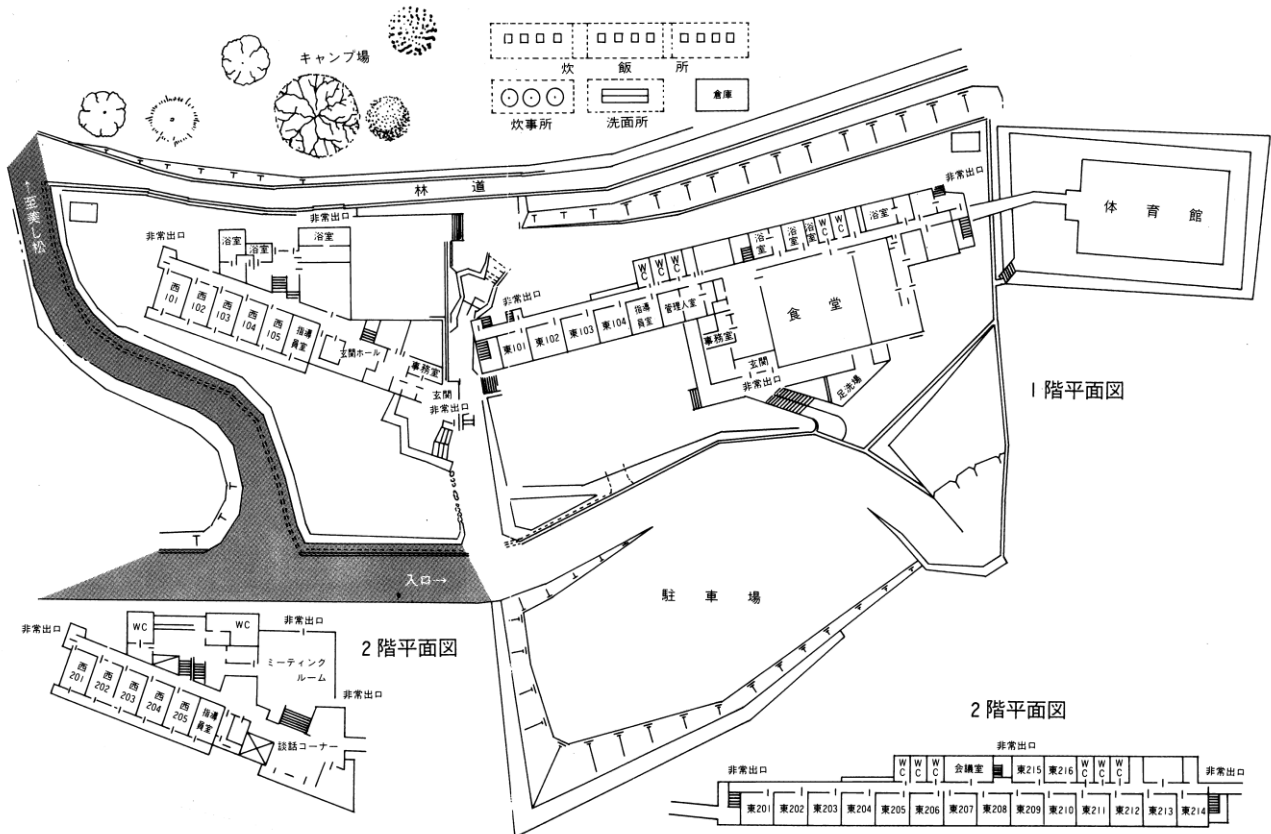 キャンプ場
炊飯所
炊事所
洗面所
倉庫
林道
←至美し松
体育館
非常出口
非常出口
浴室
浴室
浴室
西101
西102
西103
西104
西105
指導員室
玄関ホール
事務室
玄関
非常出口
非常出口
東101
東102
東103
東104
指導員室
管理人室
WC
WC
WC
浴室
浴室
浴室
WC
WC
浴室
非常出口
食堂
事務室
玄関
非常出口
足洗場
1階平面図
入口→
駐車場
2階平面図
非常出口
WC
WC
非常出口
ミーティングルーム
非常出口
西201
西202
西203
西204
西205
指導員室
談話コーナー
2階平面図
非常出口
非常出口
非常出口
WC
WC
WC
会議室
東215
東216
WC
WC
WC
東201
東202
東203
東204
東205
東206
東207
東208
東209
東210
東211
東212
東213
東214